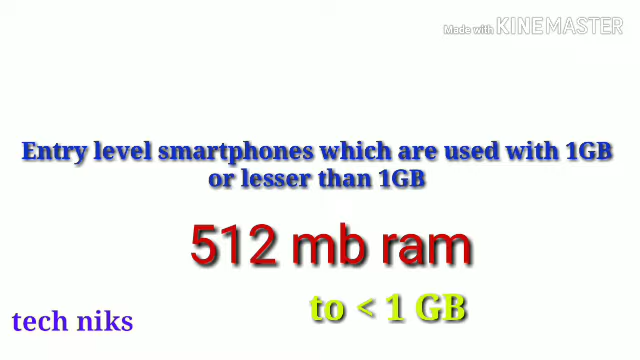 Made with KINEMASTER
Entry level smartphones which are used with 1GB
or lesser than 1GB
512 mb ram
to < 1 GB
tech niks